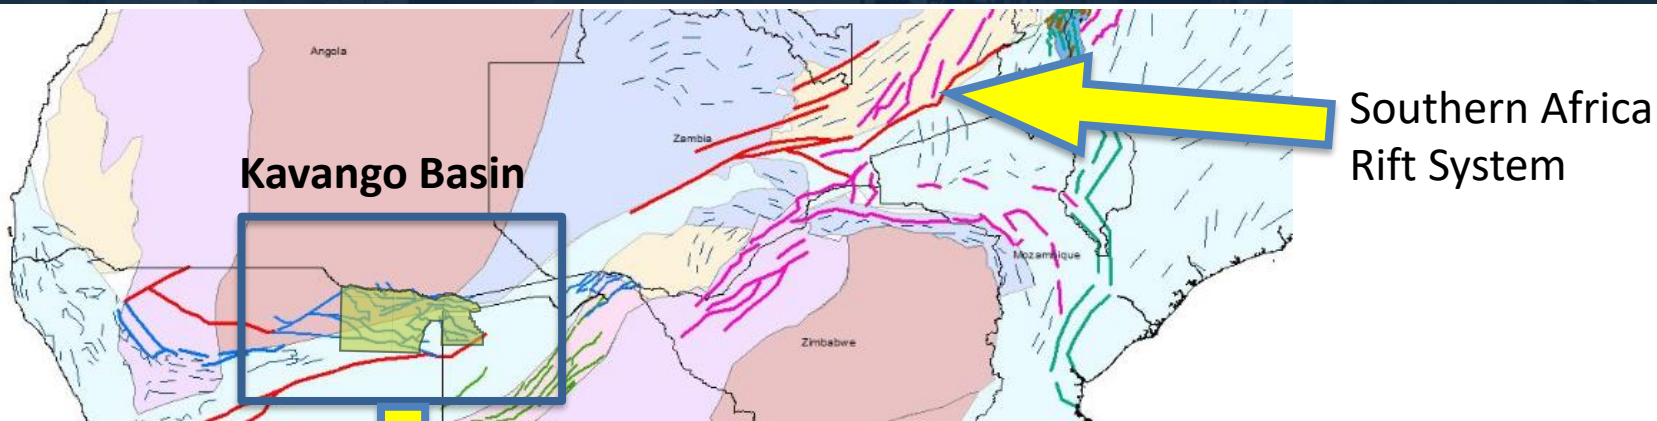 Angola
Zambia
Southern Africa
Rift System
Kavango Basin
Mozambique
Zimbabwe